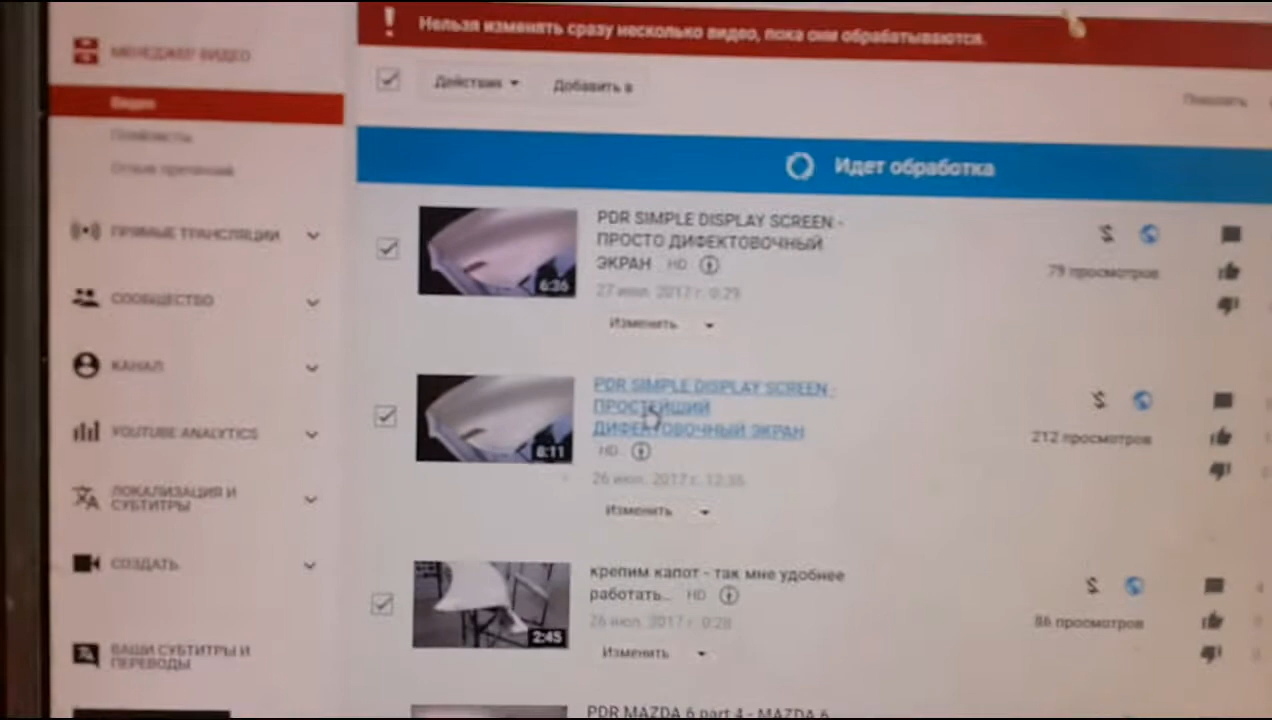 Нельзя изменять сразу несколько видео, пока они обрабатываются.
МЕНЕДЖЕР ВИДЕО
Видео
Действия
Добавить в
Показать
Идет обработка
ПРЯМЫЕ ТРАНСЛЯЦИИ
СООБЩЕСТВО
КАНАЛ
YOUTUBE ANALYTICS
ЛОКАЛИЗАЦИЯ И
СУБТИТРЫ
СОЗДАТЬ
ВАШИ СУБТИТРЫ И
ПЕРЕВОДЫ
PDR SIMPLE DISPLAY SCREEN -
ПРОСТО ДИФЕКТОВОЧНЫЙ
ЭКРАН HD
6:36
27 июл. 2017 г. 0:29
79 просмотров
Изменить
PDR SIMPLE DISPLAY SCREEN -
ПРОСТЕЙШИЙ
ДИФЕКТОВОЧНЫЙ ЭКРАН
HD
8:11
26 июл. 2017 г.
212 просмотров
Изменить
крепим капот - так мне удобнее
работать... HD
2:45
26 июл. 2017 г. 0:28
86 просмотров
Изменить
PDR MAZDA 6 part 4 - MAZDA 6